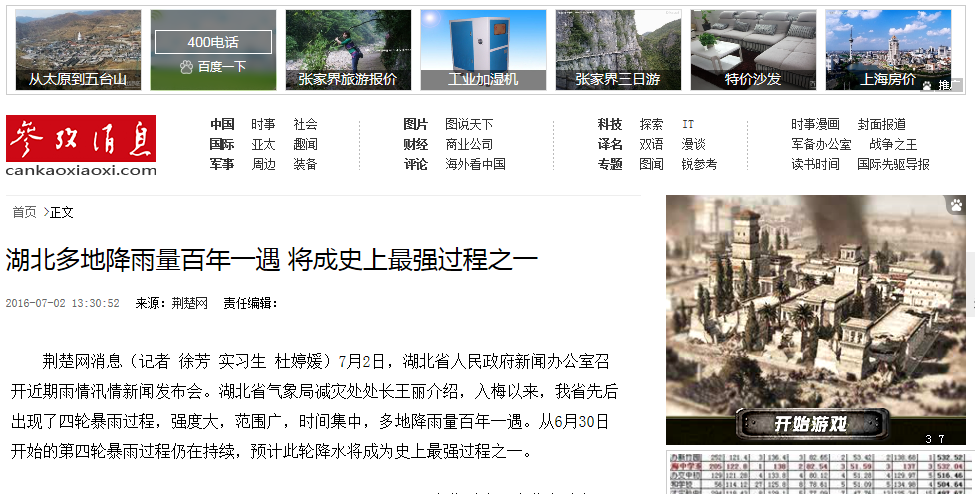 从太原到五台山
400电话
百度一下
张家界旅游报价
工业加湿机
张家界三日游
特价沙发
上海房价
推广
参考消息
cankaoxiaoxi.com
中国 时事 社会
国际 亚太 趣闻
军事 周边 装备
图片 图说天下
财经 商业公司
评论 海外看中国
科技 探索 IT
译名 双语 漫谈
专题 图闻 锐参考
时事漫画 封面报道
军备办公室 战争之王
读书时间 国际先驱导报
首页 >正文
湖北多地降雨量百年一遇 将成史上最强过程之一
2016-07-02 13:30:52 来源：荆楚网 责任编辑：
荆楚网消息（记者 徐芳 实习生 杜婷媛）7月2日，湖北省人民政府新闻办公室召
开近期雨情汛情新闻发布会。湖北省气象局减灾处处长王丽介绍，入梅以来，我省先后
出现了四轮暴雨过程，强度大，范围广，时间集中，多地降雨量百年一遇。从6月30日
开始的第四轮暴雨过程仍在持续，预计此轮降水将成为史上最强过程之一。
开始游戏
3 7